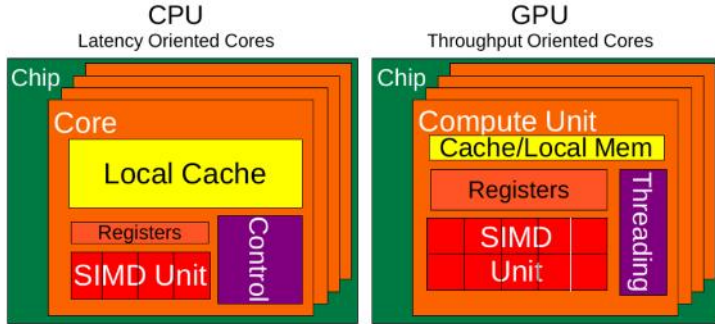 CPU
Latency Oriented Cores
Chip
Core
Local Cache
Registers
SIMD Unit
Control
GPU
Throughput Oriented Cores
Chip
Compute Unit
Cache/Local Mem
Registers
SIMD
Unit
Threading